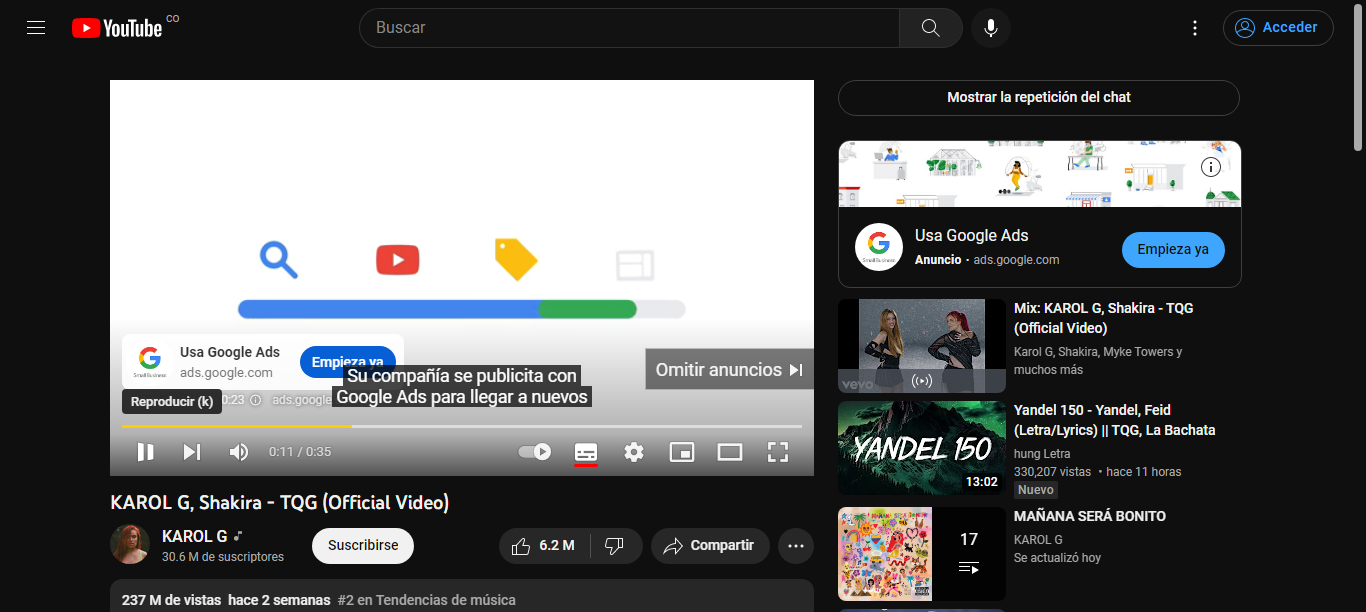 YouTube CO
Buscar
Acceder
Usa Google Ads
ads.google.com
Empieza ya
Omitir anuncios
Su compañía se publicita con
Google Ads para llegar a nuevos
Reproducir (k)
0:23
ads.google
0:11 / 0:35
KAROL G, Shakira - TQG (Official Video)
KAROL G
30.6 M de suscriptores
Suscribirse
6.2 M
Compartir
237 M de vistas hace 2 semanas #2 en Tendencias de música
Mostrar la repetición del chat
Usa Google Ads
Anuncio · ads.google.com
Empieza ya
Small Business
vevo
Mix: KAROL G, Shakira - TQG
(Official Video)
Karol G, Shakira, Myke Towers y
muchos más
YANDEL 150
13:02
Yandel 150 - Yandel, Feid
(Letra/Lyrics) || TQG, La Bachata
hung Letra
330,207 vistas • hace 11 horas
Nuevo
17
MAÑANA SERÁ BONITO
KAROL G
Se actualizó hoy